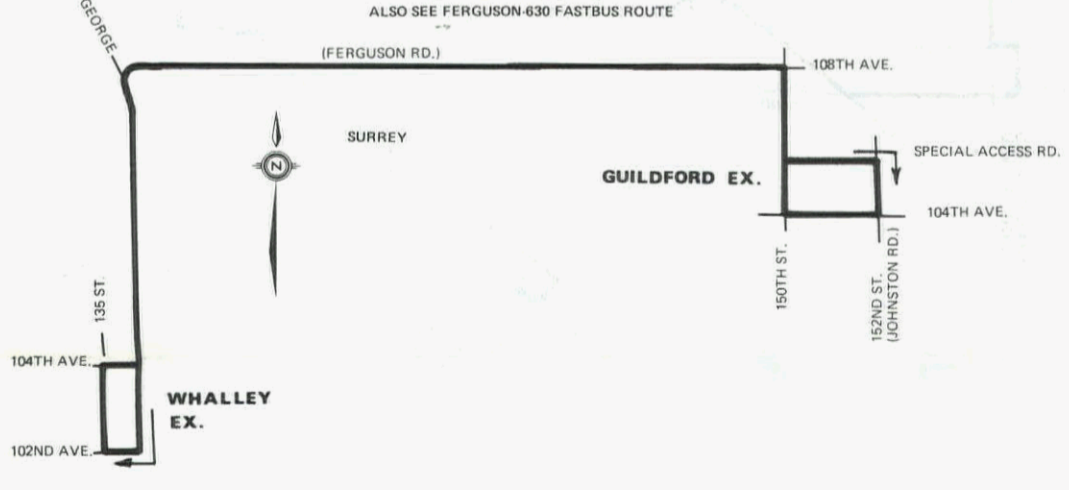 ALSO SEE FERGUSON-630 FASTBUS ROUTE
GEORGE
(FERGUSON RD.)
108TH AVE.
SURREY
N
SPECIAL ACCESS RD.
GUILDFORD EX.
104TH AVE.
150TH ST.
152ND ST.
(JOHNSTON RD.)
135 ST.
104TH AVE.
WHALLEY
EX.
102ND AVE.